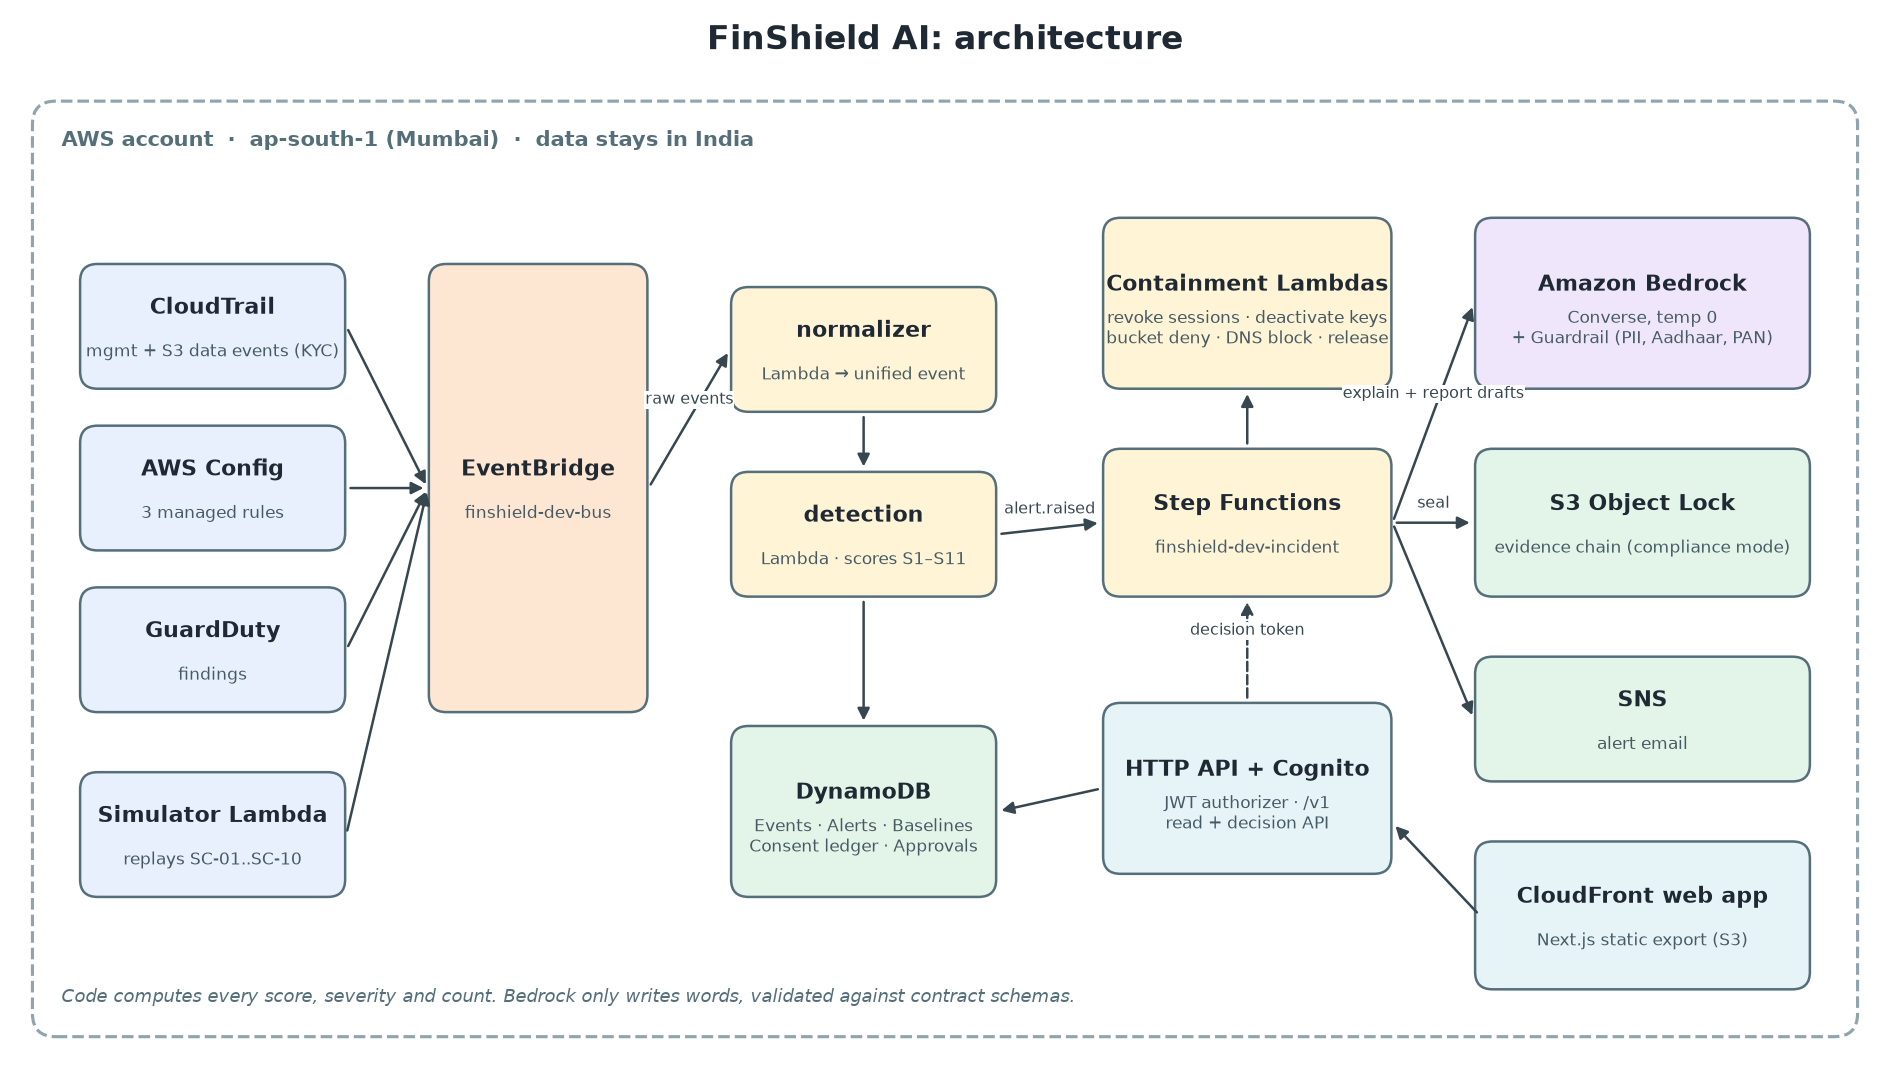 FinShield AI: architecture
AWS account · ap-south-1 (Mumbai) · data stays in India
CloudTrail
mgmt + S3 data events (KYC)
AWS Config
3 managed rules
GuardDuty
findings
Simulator Lambda
replays SC-01..SC-10
EventBridge
finshield-dev-bus
raw events
normalizer
Lambda → unified event
detection
Lambda · scores S1–S11
alert.raised
DynamoDB
Events · Alerts · Baselines
Consent ledger · Approvals
Containment Lambdas
revoke sessions · deactivate keys
bucket deny · DNS block · release
Step Functions
finshield-dev-incident
decision token
HTTP API + Cognito
JWT authorizer · /v1
read + decision API
Amazon Bedrock
Converse, temp 0
+ Guardrail (PII, Aadhaar, PAN)
explain + report drafts
seal
S3 Object Lock
evidence chain (compliance mode)
SNS
alert email
CloudFront web app
Next.js static export (S3)
Code computes every score, severity and count. Bedrock only writes words, validated against contract schemas.